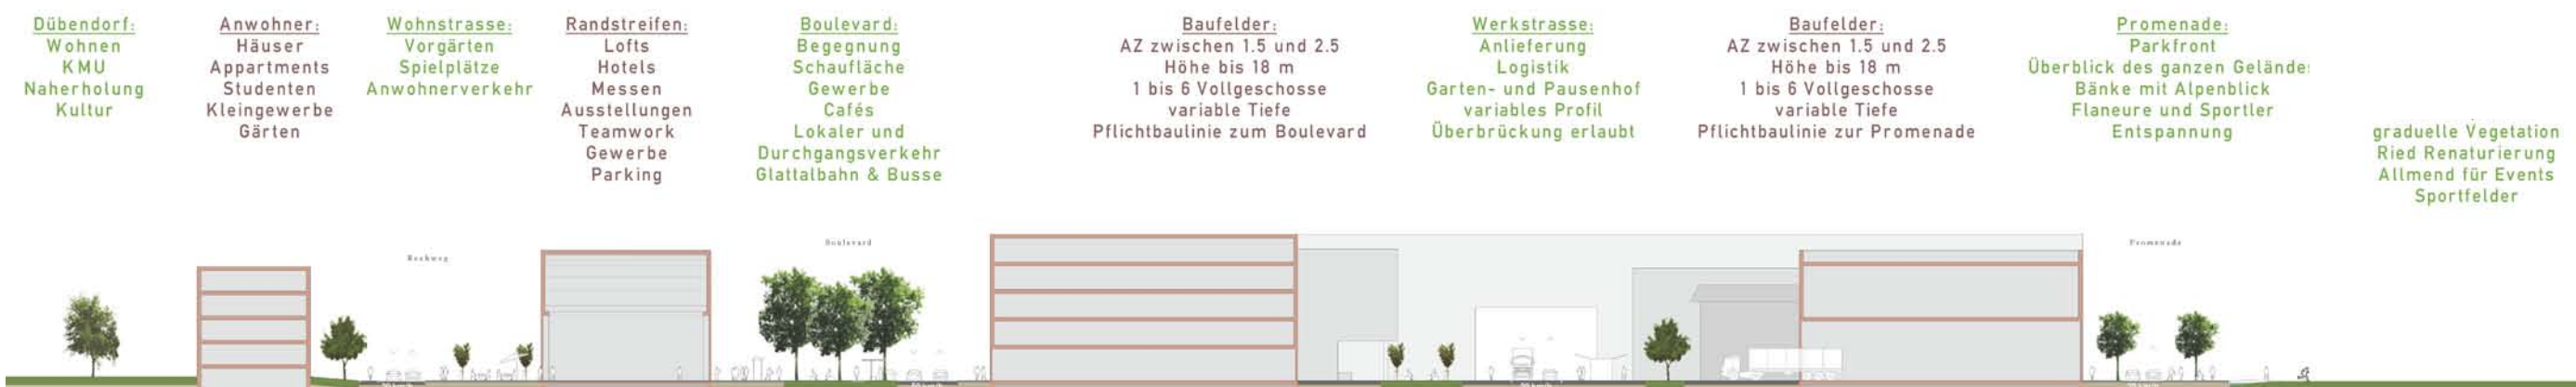 Dübendorf:
Wohnen
KMU
Naherholung
Kultur
Anwohner:
Häuser
Appartments
Studenten
Kleingewerbe
Gärten
Wohnstrasse:
Vorgärten
Spielplätze
Anwohnerverkehr
Randstreifen:
Lofts
Hotels
Messen
Ausstellungen
Teamwork
Gewerbe
Parking
Boulevard:
Begegnung
Schaufläche
Gewerbe
Cafés
Lokaler und
Durchgangsverkehr
Glattalbahn & Busse
Baufelder:
AZ zwischen 1.5 und 2.5
Höhe bis 18 m
1 bis 6 Vollgeschosse
variable Tiefe
Pflichtbaulinie zum Boulevard
Werkstrasse:
Anlieferung
Logistik
Garten- und Pausenhof
variables Profil
Überbrückung erlaubt
Baufelder:
AZ zwischen 1.5 und 2.5
Höhe bis 18 m
1 bis 6 Vollgeschosse
variable Tiefe
Pflichtbaulinie zur Promenade
Promenade:
Parkfront
Überblick des ganzen Gelände
Bänke mit Alpenblick
Flaneure und Sportler
Entspannung
graduelle Vegetation
Ried Renaturierung
Allmend für Events
Sportfelder
Boulevard
Promenade